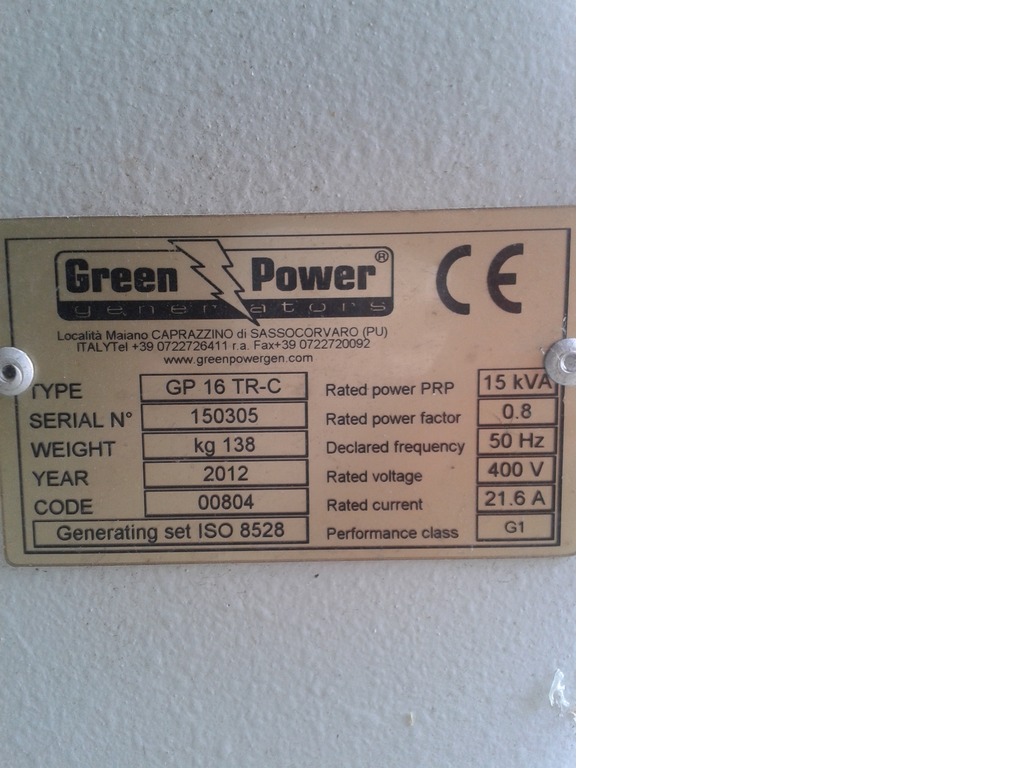 Green Power®
generators
CE
Località Maiano CAPRAZZINO di SASSOCORVARO (PU)
ITALYTel +39 0722726411 r.a. Fax+39 0722720092
www.greenpowergen.com
TYPE GP 16 TR-C Rated power PRP 15 kVA
SERIAL N° 150305 Rated power factor 0.8
WEIGHT kg 138 Declared frequency 50 Hz
YEAR 2012 Rated voltage 400 V
CODE 00804 Rated current 21.6 A
Generating set ISO 8528 Performance class G1